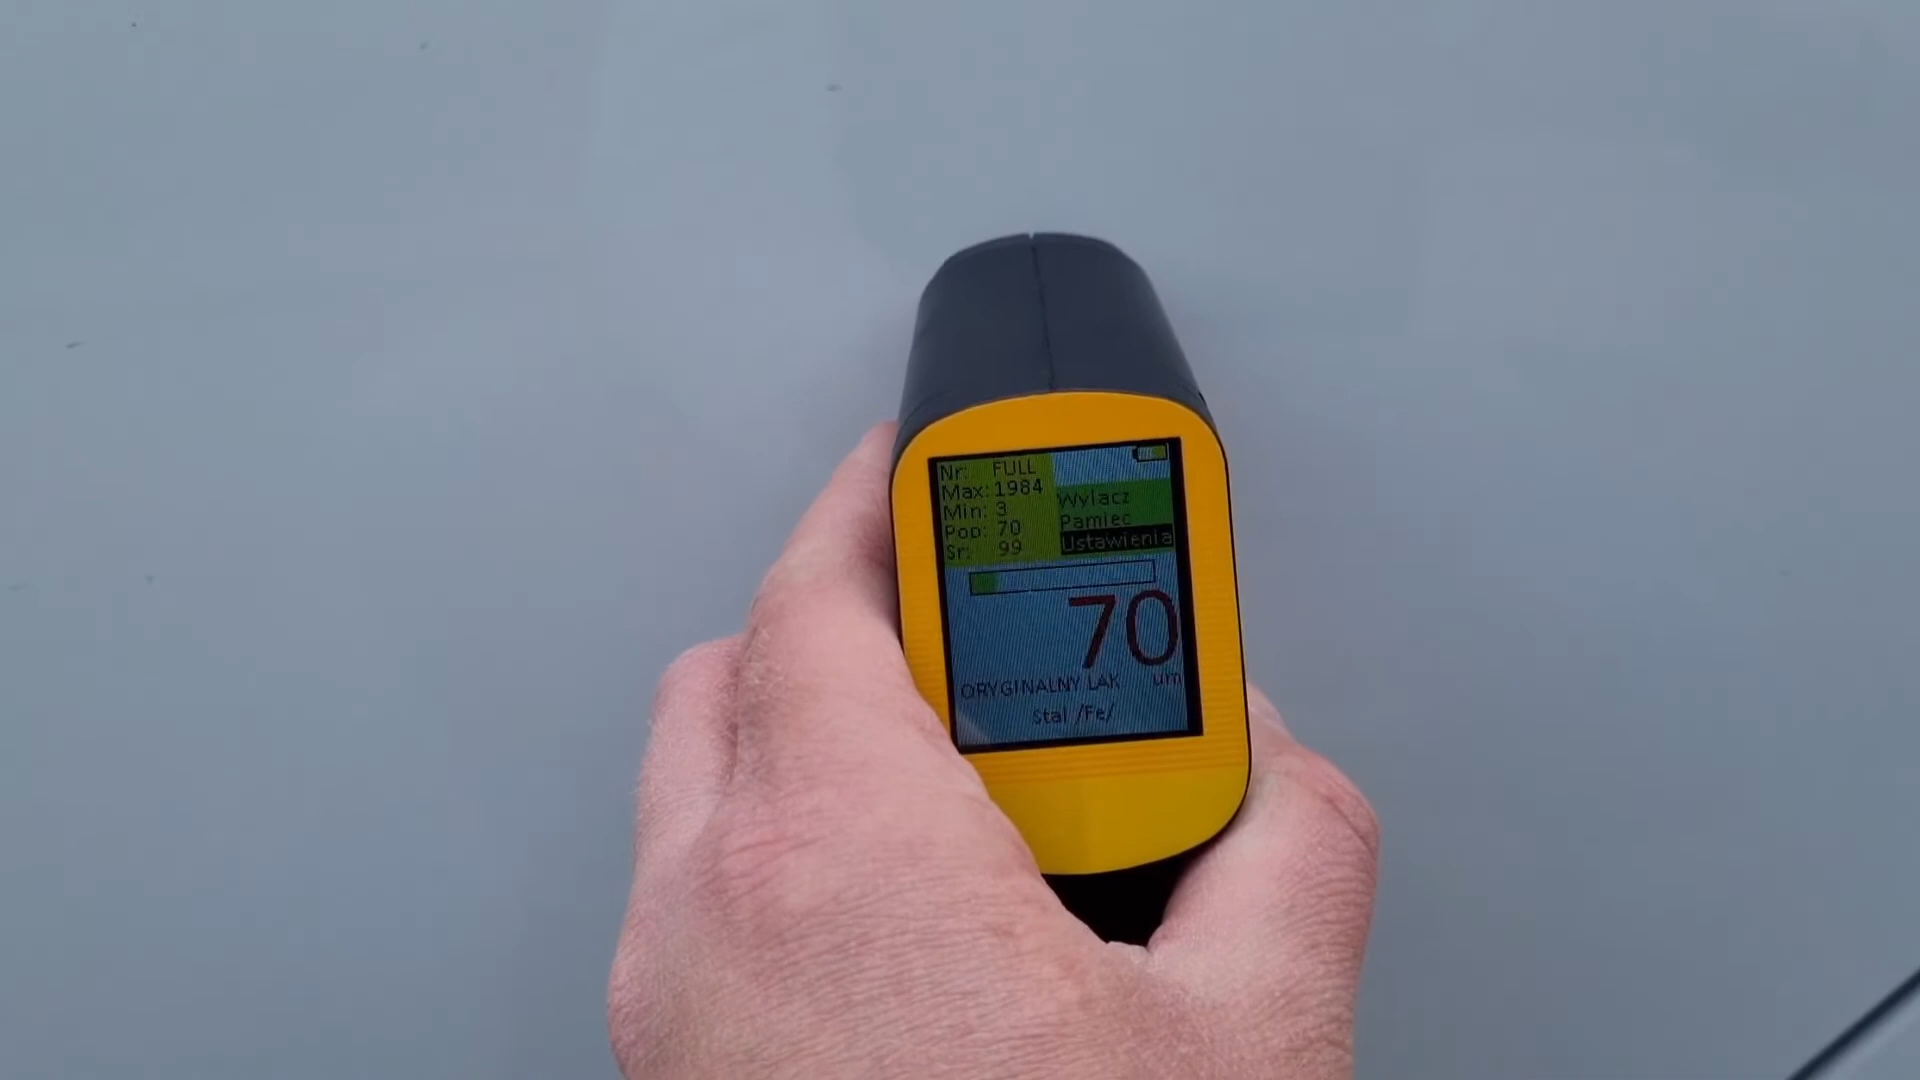 Nr: FULL
Max: 1984
Min: 3
Pop: 70
Sr: 99
Wylacz
Pamiec
Ustawienia
70
um
ORYGINALNY LAK
Stal /Fe/